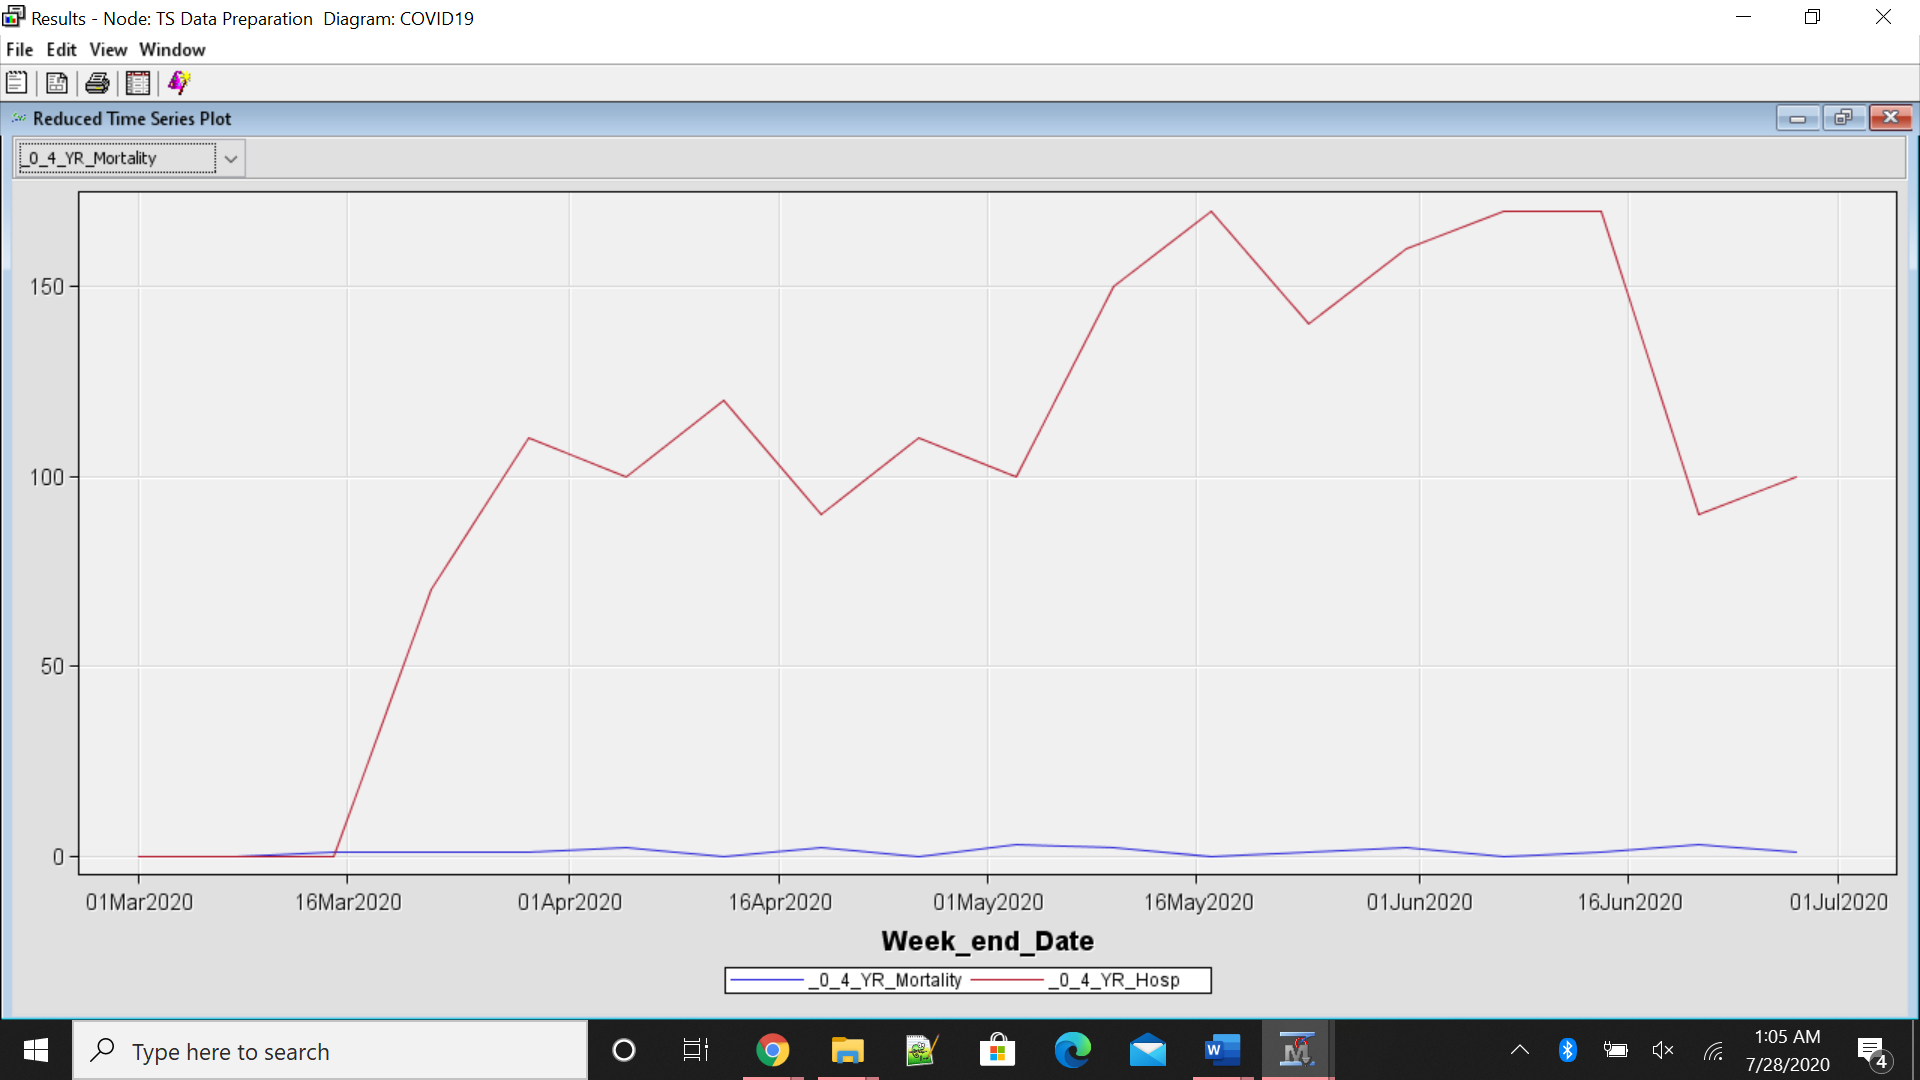 Results - Node: TS Data Preparation  Diagram: COVID19
File Edit View Window
Reduced Time Series Plot
_0_4_YR_Mortality
150
100
50
0
01Mar2020 16Mar2020 01Apr2020 16Apr2020 01May2020 16May2020 01Jun2020 16Jun2020 01Jul2020
Week_end_Date
_0_4_YR_Mortality _0_4_YR_Hosp
Type here to search
W
1:05 AM
7/28/2020
4